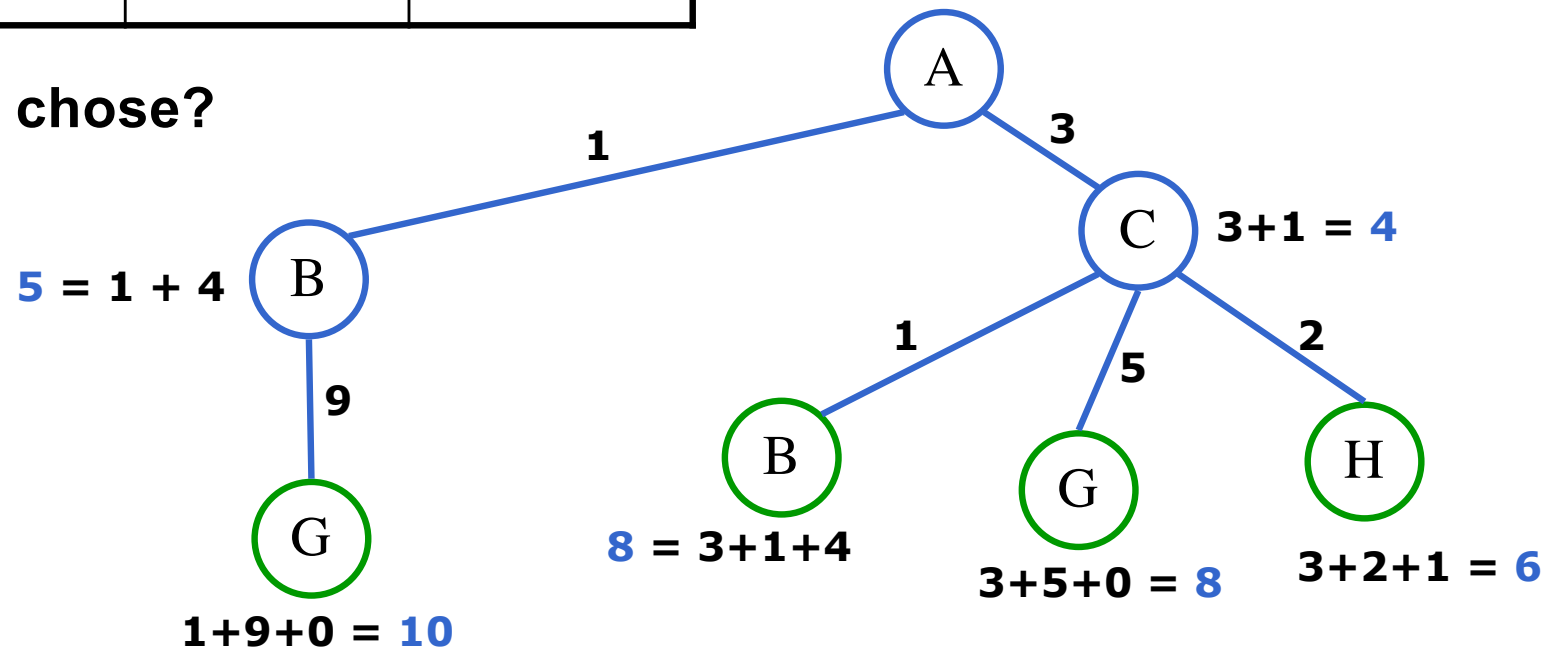 A
chose?
1
3
C
3+1 = 4
5 = 1 + 4
B
1
5
2
9
B
G
H
G
8 = 3+1+4
3+5+0 = 8
3+2+1 = 6
1+9+0 = 10